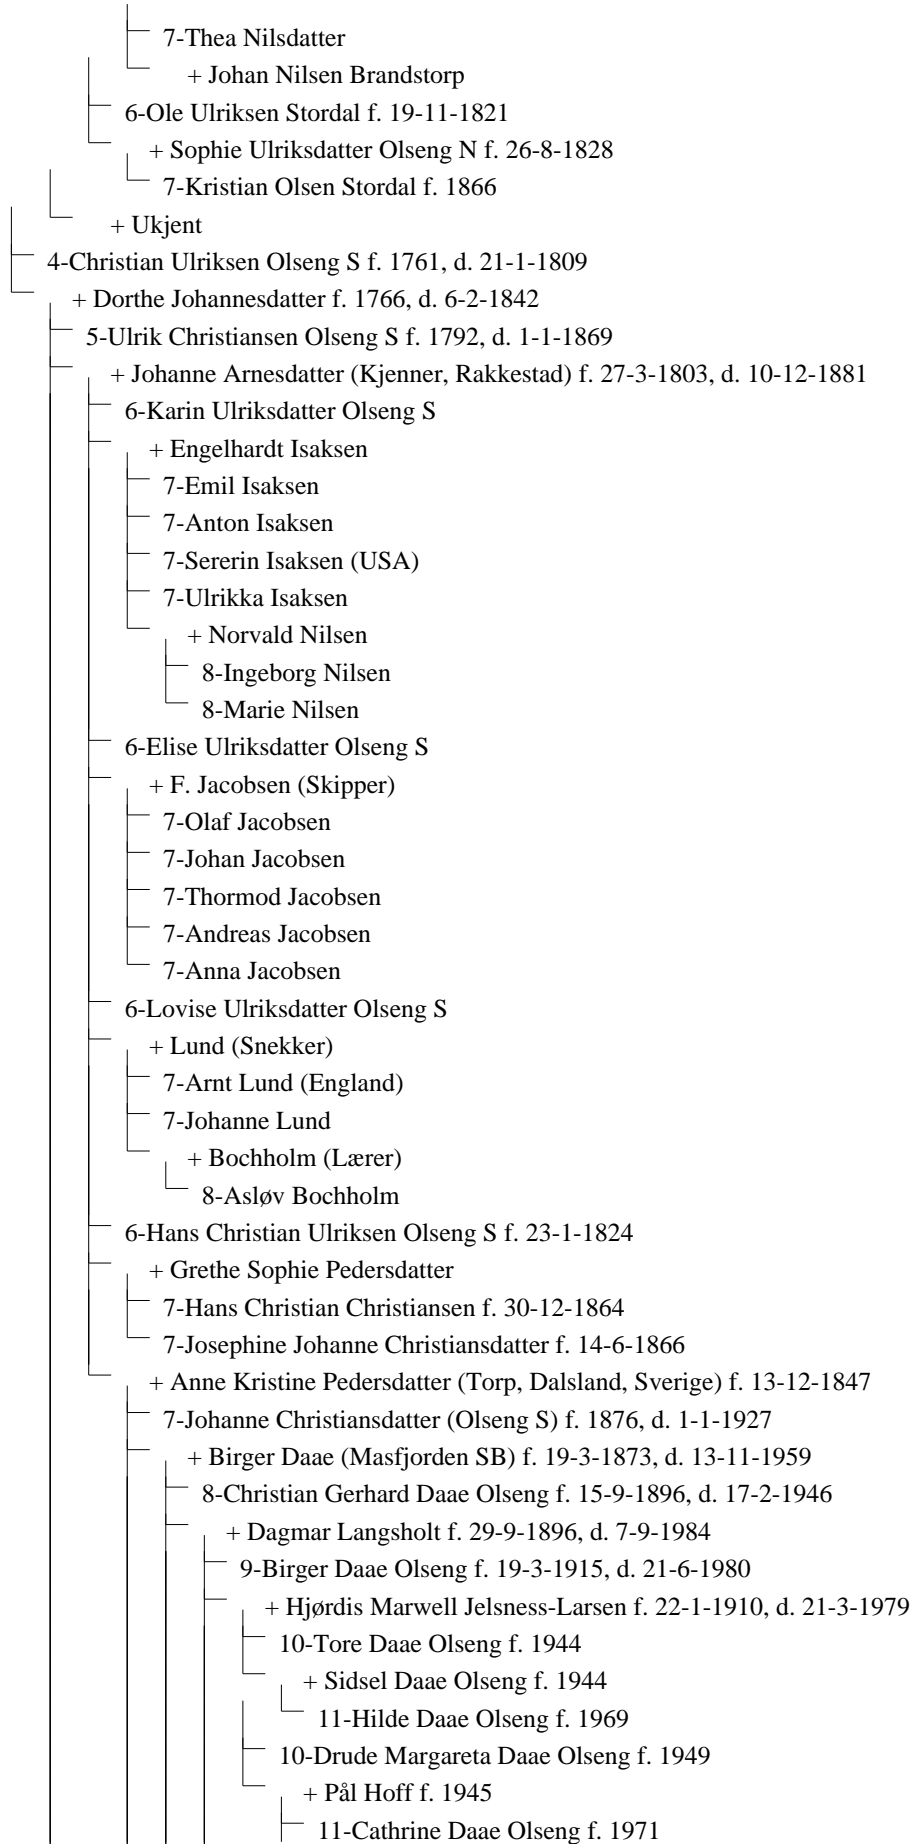 7-Thea Nilsdatter
+ Johan Nilsen Brandstorp
6-Ole Ulriksen Stordal f. 19-11-1821
+ Sophie Ulriksdatter Olseng N f. 26-8-1828
7-Kristian Olsen Stordal f. 1866
+ Ukjent
4-Christian Ulriksen Olseng S f. 1761, d. 21-1-1809
+ Dorthe Johannesdatter f. 1766, d. 6-2-1842
5-Ulrik Christiansen Olseng S f. 1792, d. 1-1-1869
+ Johanne Arnesdatter (Kjenner, Rakkestad) f. 27-3-1803, d. 10-12-1881
6-Karin Ulriksdatter Olseng S
+ Engelhardt Isaksen
7-Emil Isaksen
7-Anton Isaksen
7-Sererin Isaksen (USA)
7-Ulrikka Isaksen
+ Norvald Nilsen
8-Ingeborg Nilsen
8-Marie Nilsen
6-Elise Ulriksdatter Olseng S
+ F. Jacobsen (Skipper)
7-Olaf Jacobsen
7-Johan Jacobsen
7-Thormod Jacobsen
7-Andreas Jacobsen
7-Anna Jacobsen
6-Lovise Ulriksdatter Olseng S
+ Lund (Snekker)
7-Arnt Lund (England)
7-Johanne Lund
+ Bochholm (Lærer)
8-Asløv Bochholm
6-Hans Christian Ulriksen Olseng S f. 23-1-1824
+ Grethe Sophie Pedersdatter
7-Hans Christian Christiansen f. 30-12-1864
7-Josephine Johanne Christiansdatter f. 14-6-1866
+ Anne Kristine Pedersdatter (Torp, Dalsland, Sverige) f. 13-12-1847
7-Johanne Christiansdatter (Olseng S) f. 1876, d. 1-1-1927
+ Birger Daae (Masfjorden SB) f. 19-3-1873, d. 13-11-1959
8-Christian Gerhard Daae Olseng f. 15-9-1896, d. 17-2-1946
+ Dagmar Langsholt f. 29-9-1896, d. 7-9-1984
9-Birger Daae Olseng f. 19-3-1915, d. 21-6-1980
+ Hjørdis Marwell Jelsness-Larsen f. 22-1-1910, d. 21-3-1979
10-Tore Daae Olseng f. 1944
+ Sidsel Daae Olseng f. 1944
11-Hilde Daae Olseng f. 1969
10-Drude Margareta Daae Olseng f. 1949
+ Pål Hoff f. 1945
11-Cathrine Daae Olseng f. 1971